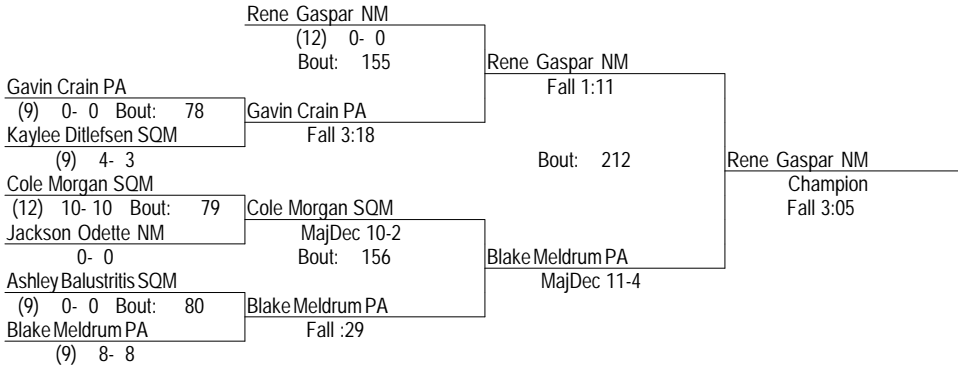 Rene Gaspar NM
(12) 0- 0
Bout: 155
Rene Gaspar NM
Fall 1:11
Gavin Crain PA
(9) 0- 0 Bout: 78
Gavin Crain PA
Fall 3:18
Kaylee Ditlefsen SQM
(9) 4- 3
Bout: 212
Rene Gaspar NM
Champion
Fall 3:05
Cole Morgan SQM
(12) 10- 10 Bout: 79
Cole Morgan SQM
MajDec 10-2
Jackson Odette NM
0- 0
Bout: 156
Blake Meldrum PA
MajDec 11-4
Ashley Balustritis SQM
(9) 0- 0 Bout: 80
Blake Meldrum PA
Fall :29
Blake Meldrum PA
(9) 8- 8